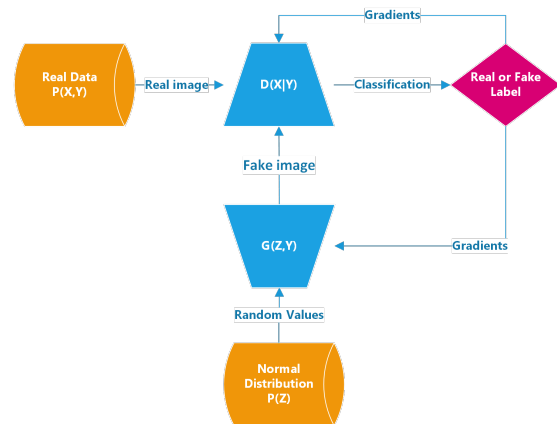 Gradients
Real Data
P(X,Y)
Real image
D(X|Y)
Classification
Real or Fake
Label
Fake image
G(Z,Y)
Gradients
Random Values
Normal
Distribution
P(Z)